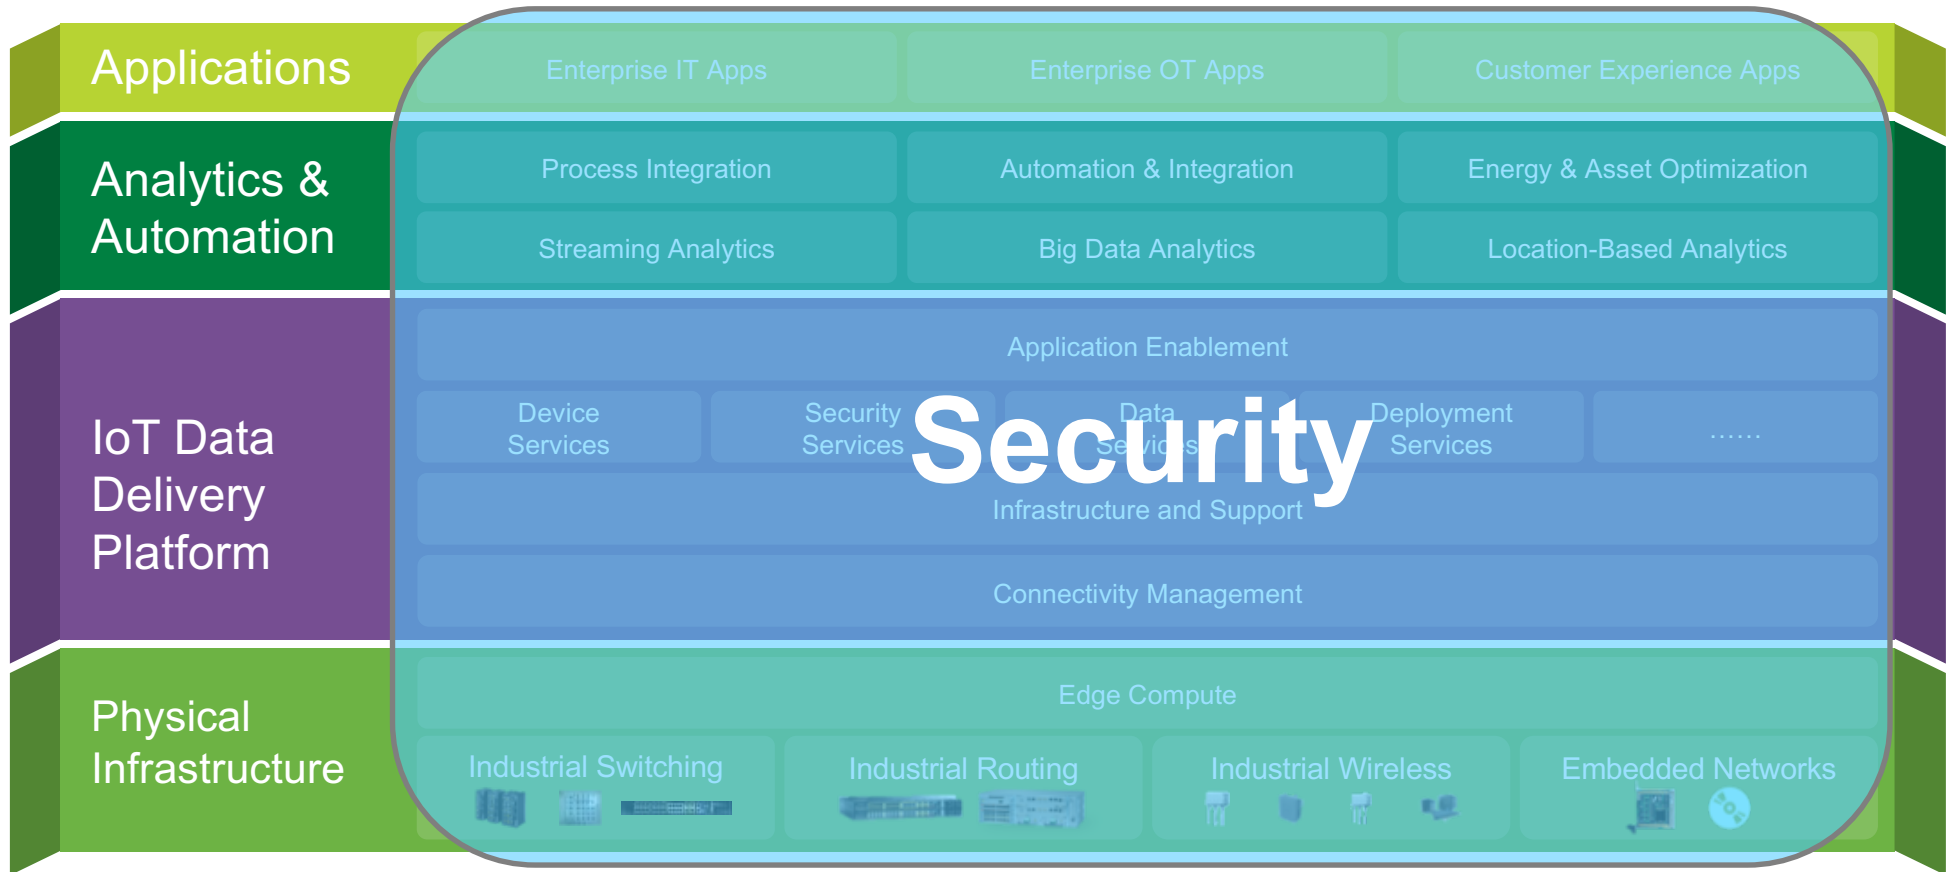 Applications
Enterprise IT Apps
Enterprise OT Apps
Customer Experience Apps
Analytics &
Automation
Process Integration
Automation & Integration
Energy & Asset Optimization
Streaming Analytics
Big Data Analytics
Location-Based Analytics
IoT Data
Delivery
Platform
Application Enablement
Device
Services
Security
Services
Data
Services
Deployment
Services
......
Security
Infrastructure and Support
Connectivity Management
Physical
Infrastructure
Edge Compute
Industrial Switching
Industrial Routing
Industrial Wireless
Embedded Networks